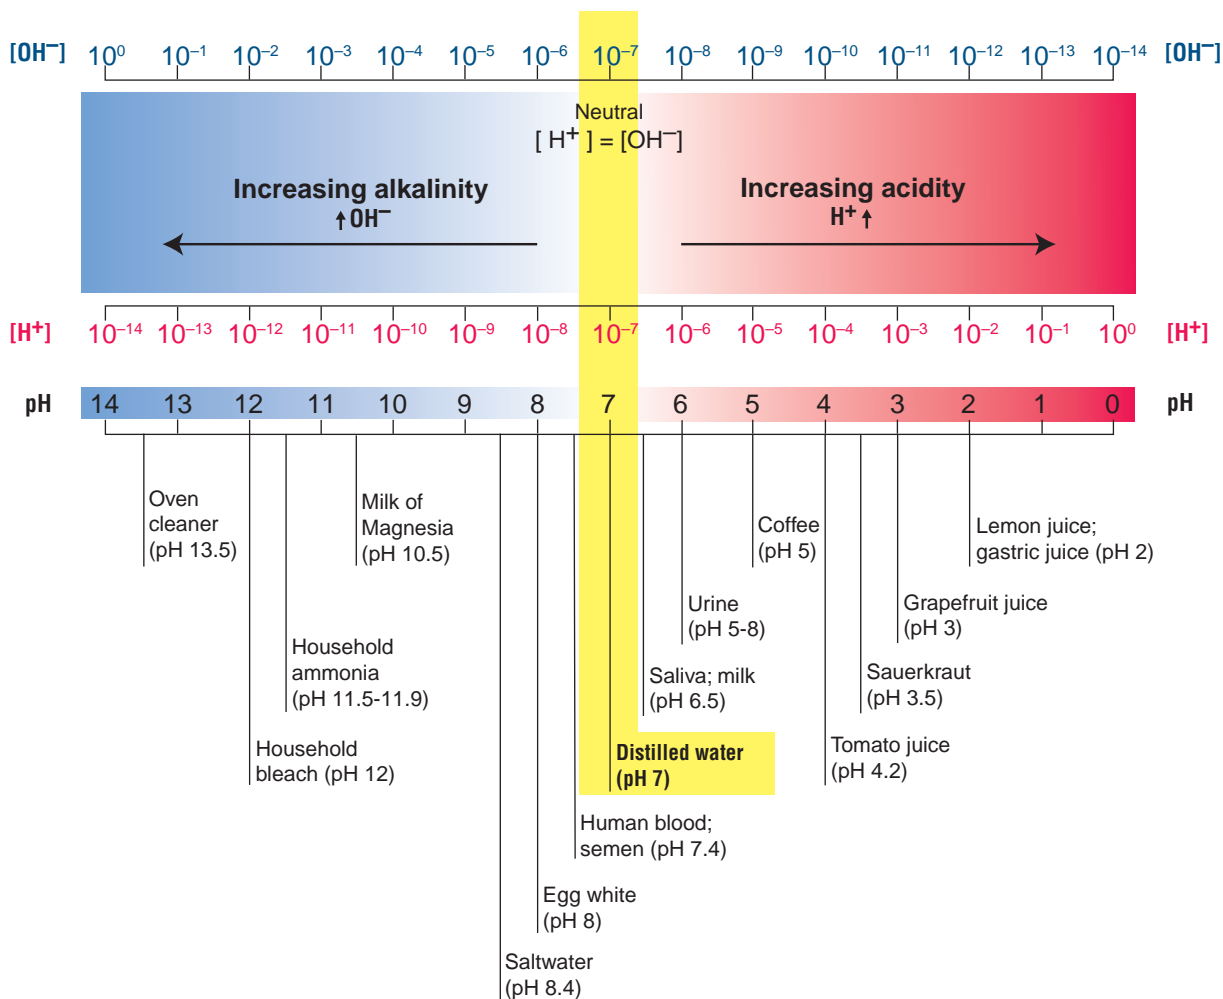 [OH–] 10⁰ 10–¹ 10–² 10–³ 10–⁴ 10–⁵ 10–⁶ 10–⁷ 10–⁸ 10–⁹ 10–¹⁰ 10–¹¹ 10–¹² 10–¹³ 10–¹⁴ [OH–]
Neutral
[ H⁺ ] = [OH–]
Increasing alkalinity
↑ OH–
Increasing acidity
H⁺ ↑
[H⁺] 10–¹⁴ 10–¹³ 10–¹² 10–¹¹ 10–¹⁰ 10–⁹ 10–⁸ 10–⁷ 10–⁶ 10–⁵ 10–⁴ 10–³ 10–² 10–¹ 10⁰ [H⁺]
pH 14 13 12 11 10 9 8 7 6 5 4 3 2 1 0 pH
Oven
cleaner
(pH 13.5)
Milk of
Magnesia
(pH 10.5)
Coffee
(pH 5)
Lemon juice;
gastric juice (pH 2)
Urine
(pH 5-8)
Grapefruit juice
(pH 3)
Household
ammonia
(pH 11.5-11.9)
Saliva; milk
(pH 6.5)
Sauerkraut
(pH 3.5)
Household
bleach (pH 12)
Distilled water
(pH 7)
Tomato juice
(pH 4.2)
Human blood;
semen (pH 7.4)
Egg white
(pH 8)
Saltwater
(pH 8.4)